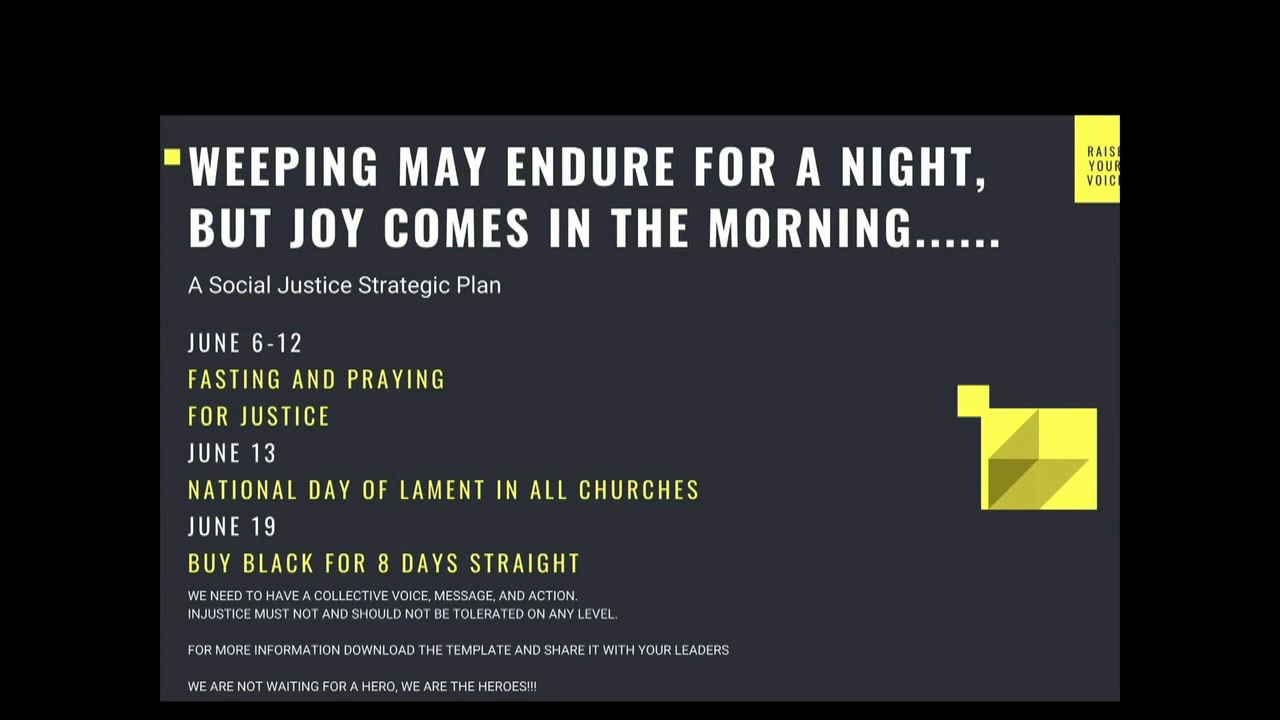 WEEPING MAY ENDURE FOR A NIGHT,
BUT JOY COMES IN THE MORNING......
A Social Justice Strategic Plan
JUNE 6-12
FASTING AND PRAYING
FOR JUSTICE
JUNE 13
NATIONAL DAY OF LAMENT IN ALL CHURCHES
JUNE 19
BUY BLACK FOR 8 DAYS STRAIGHT
WE NEED TO HAVE A COLLECTIVE VOICE, MESSAGE, AND ACTION.
INJUSTICE MUST NOT AND SHOULD NOT BE TOLERATED ON ANY LEVEL.
FOR MORE INFORMATION DOWNLOAD THE TEMPLATE AND SHARE IT WITH YOUR LEADERS
WE ARE NOT WAITING FOR A HERO, WE ARE THE HEROES!!!
RAISE
YOUR
VOICE